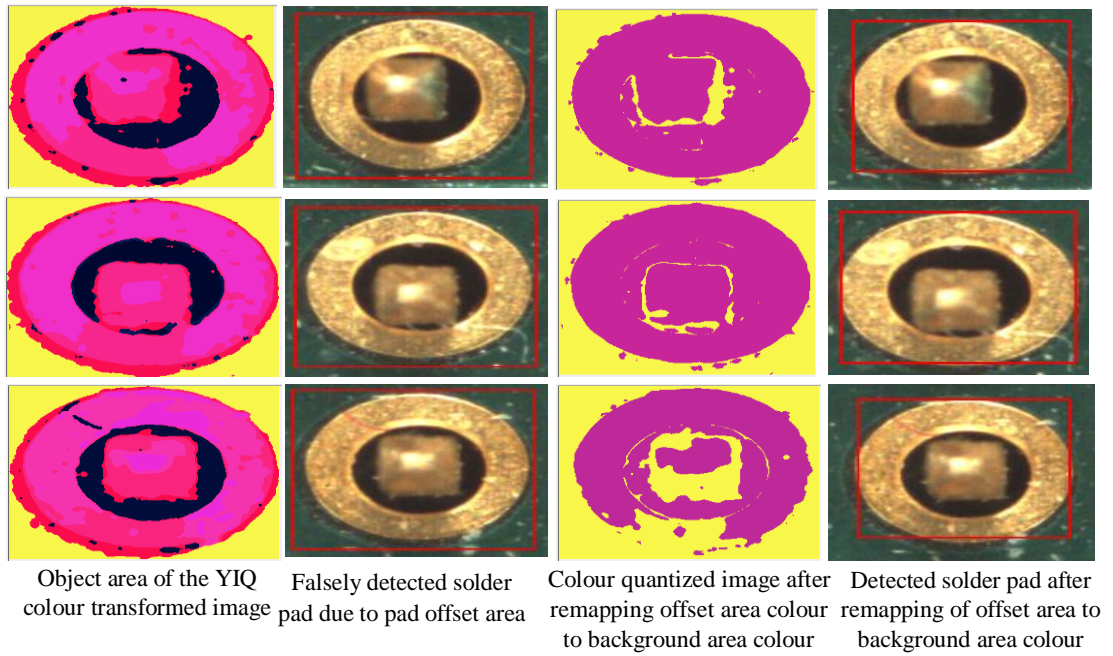 Object area of the YIQ
colour transformed image
Falsely detected solder
pad due to pad offset area
Colour quantized image after
remapping offset area colour
to background area colour
Detected solder pad after
remapping of offset area to
background area colour